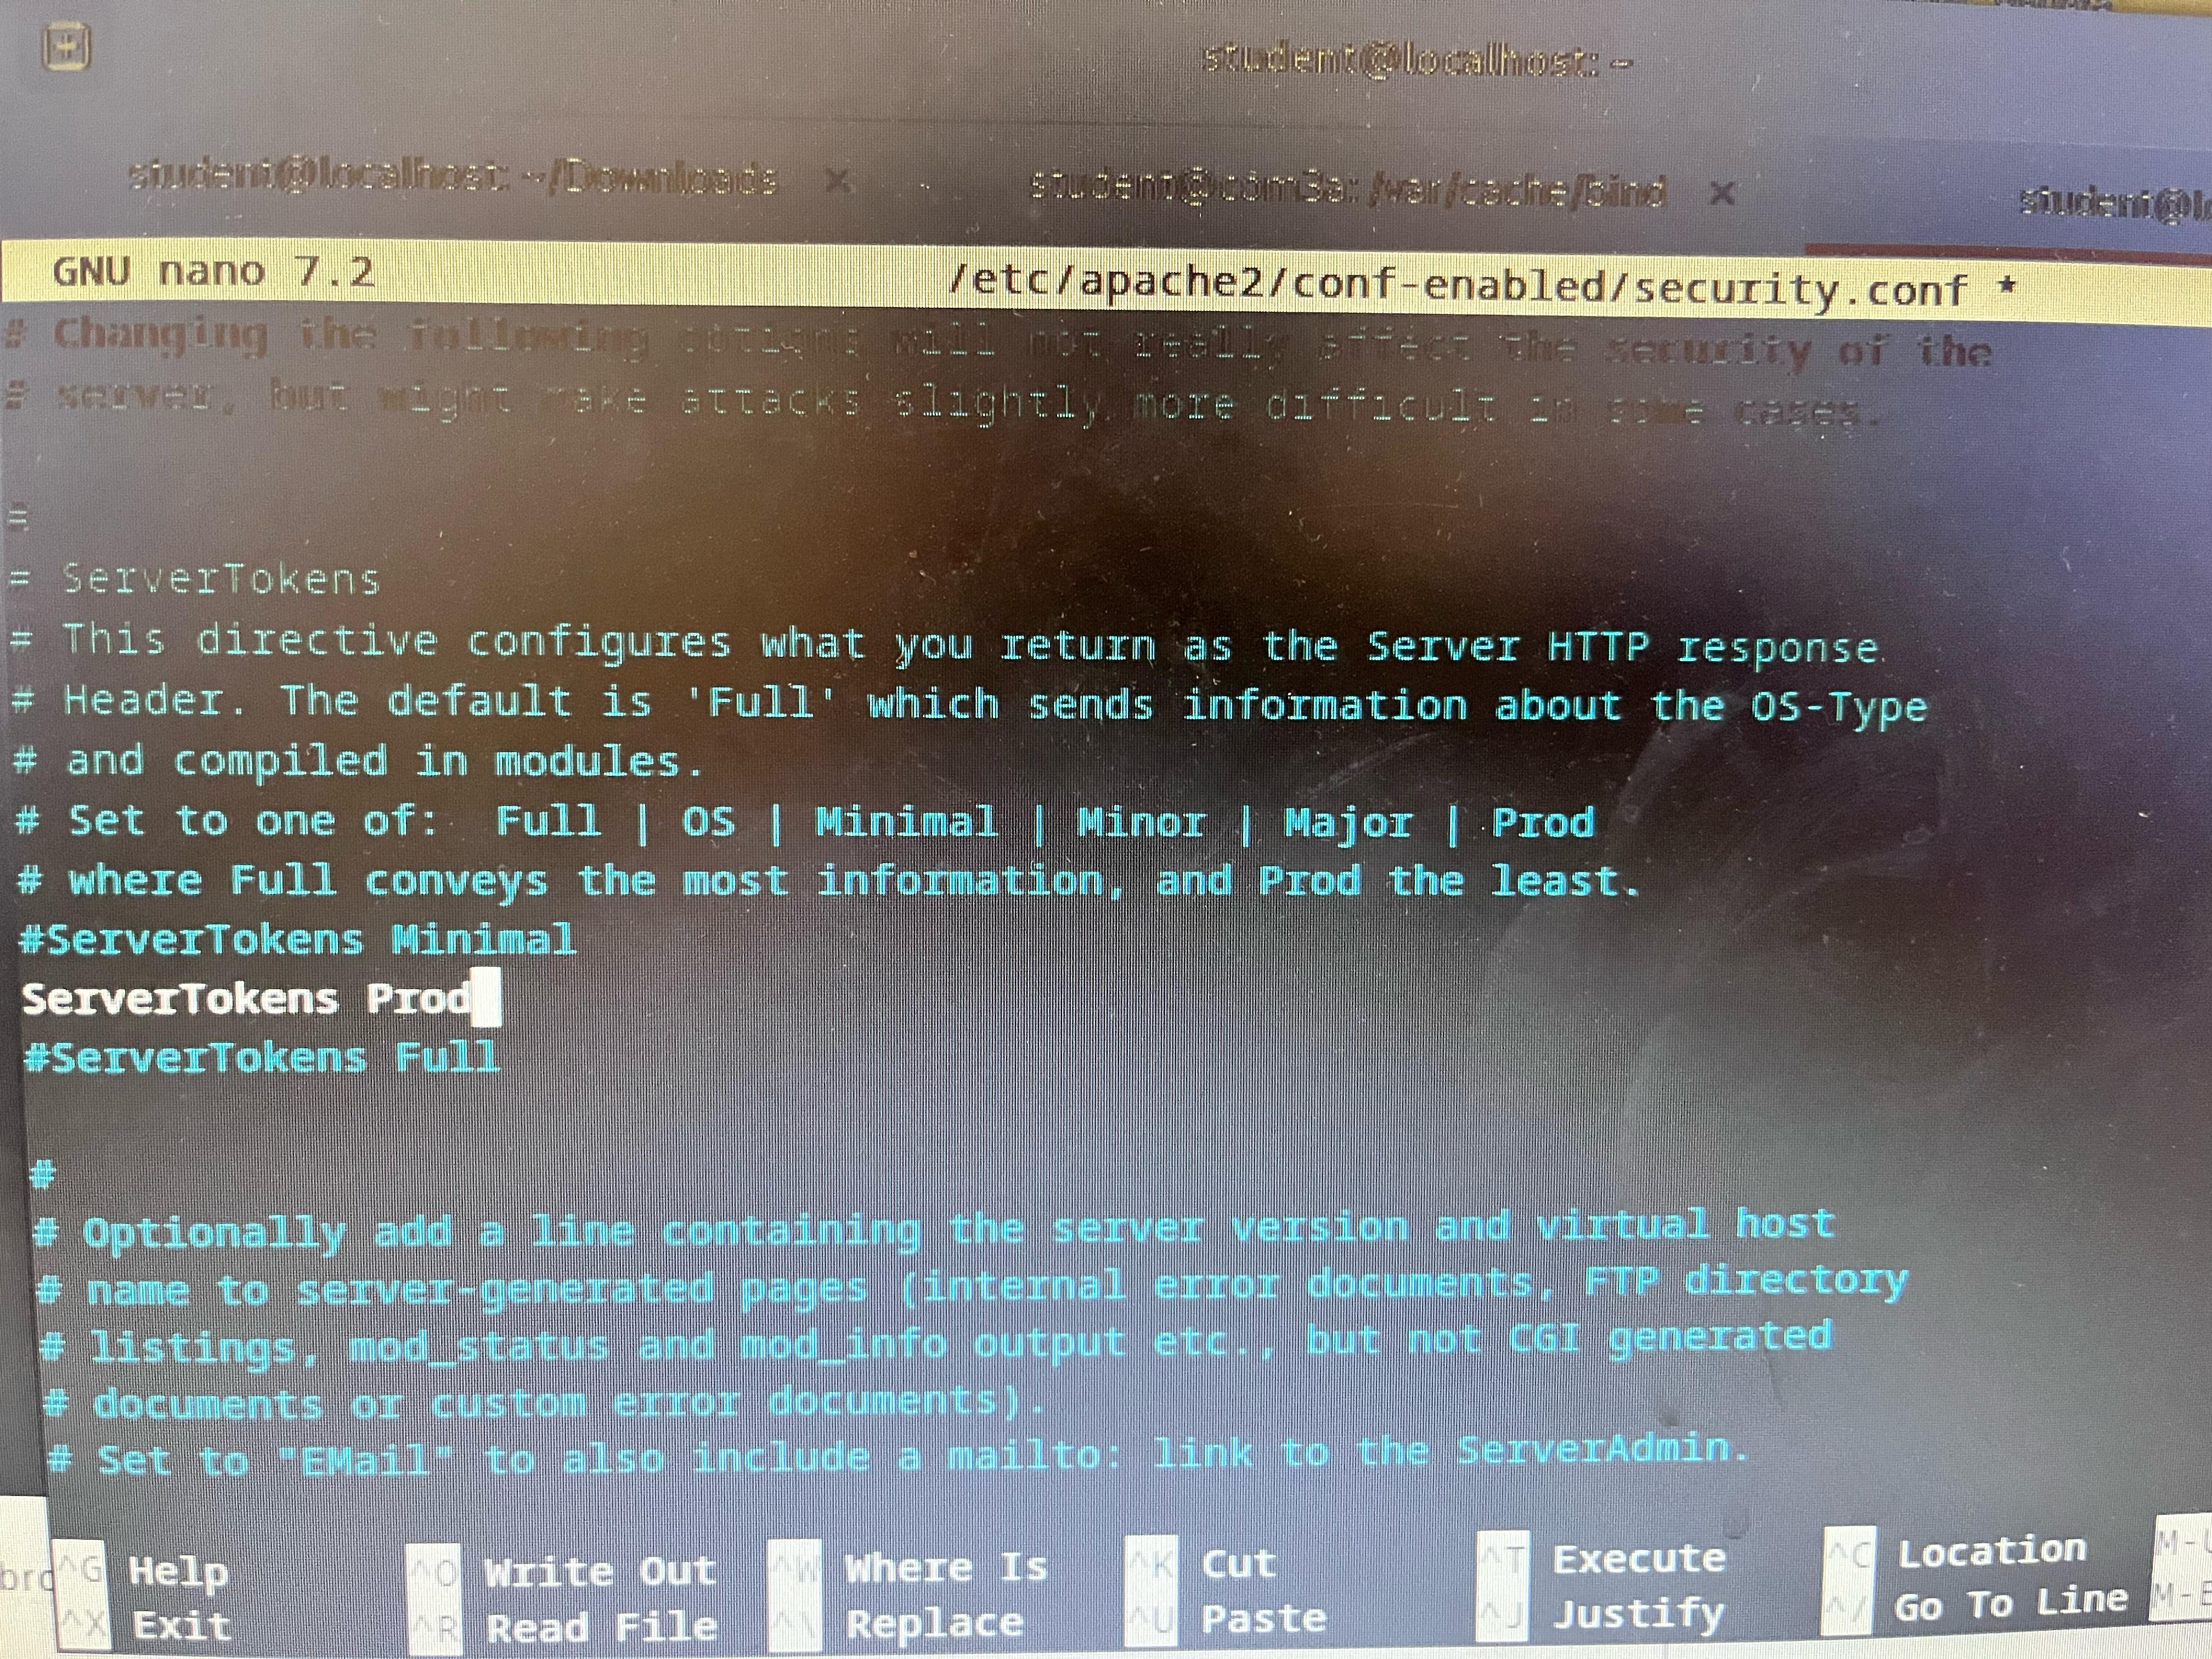 student@localhost: ~
student@localhost: ~/Downloads × student@com3a: /var/cache/bind × student@lo
GNU nano 7.2 /etc/apache2/conf-enabled/security.conf *
# Changing the following options will not really affect the security of the
# server, but might make attacks slightly more difficult in some cases.
#
# ServerTokens
# This directive configures what you return as the Server HTTP response
# Header. The default is 'Full' which sends information about the OS-Type
# and compiled in modules.
# Set to one of:  Full | OS | Minimal | Minor | Major | Prod
# where Full conveys the most information, and Prod the least.
#ServerTokens Minimal
ServerTokens Prod
#ServerTokens Full
#
# Optionally add a line containing the server version and virtual host
# name to server-generated pages (internal error documents, FTP directory
# listings, mod_status and mod_info output etc., but not CGI generated
# documents or custom error documents).
# Set to "EMail" to also include a mailto: link to the ServerAdmin.
^G Help ^O Write Out ^W Where Is ^K Cut ^T Execute ^C Location
^X Exit ^R Read File ^\ Replace ^U Paste ^J Justify ^/ Go To Line